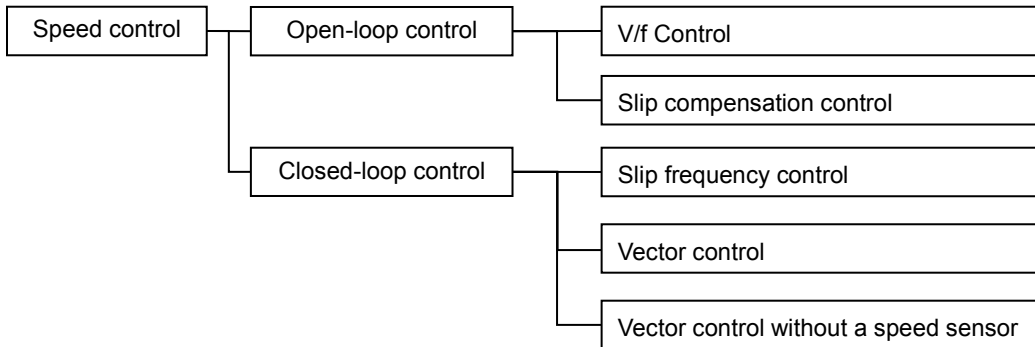 Speed control
Open-loop control
V/f Control
Slip compensation control
Closed-loop control
Slip frequency control
Vector control
Vector control without a speed sensor